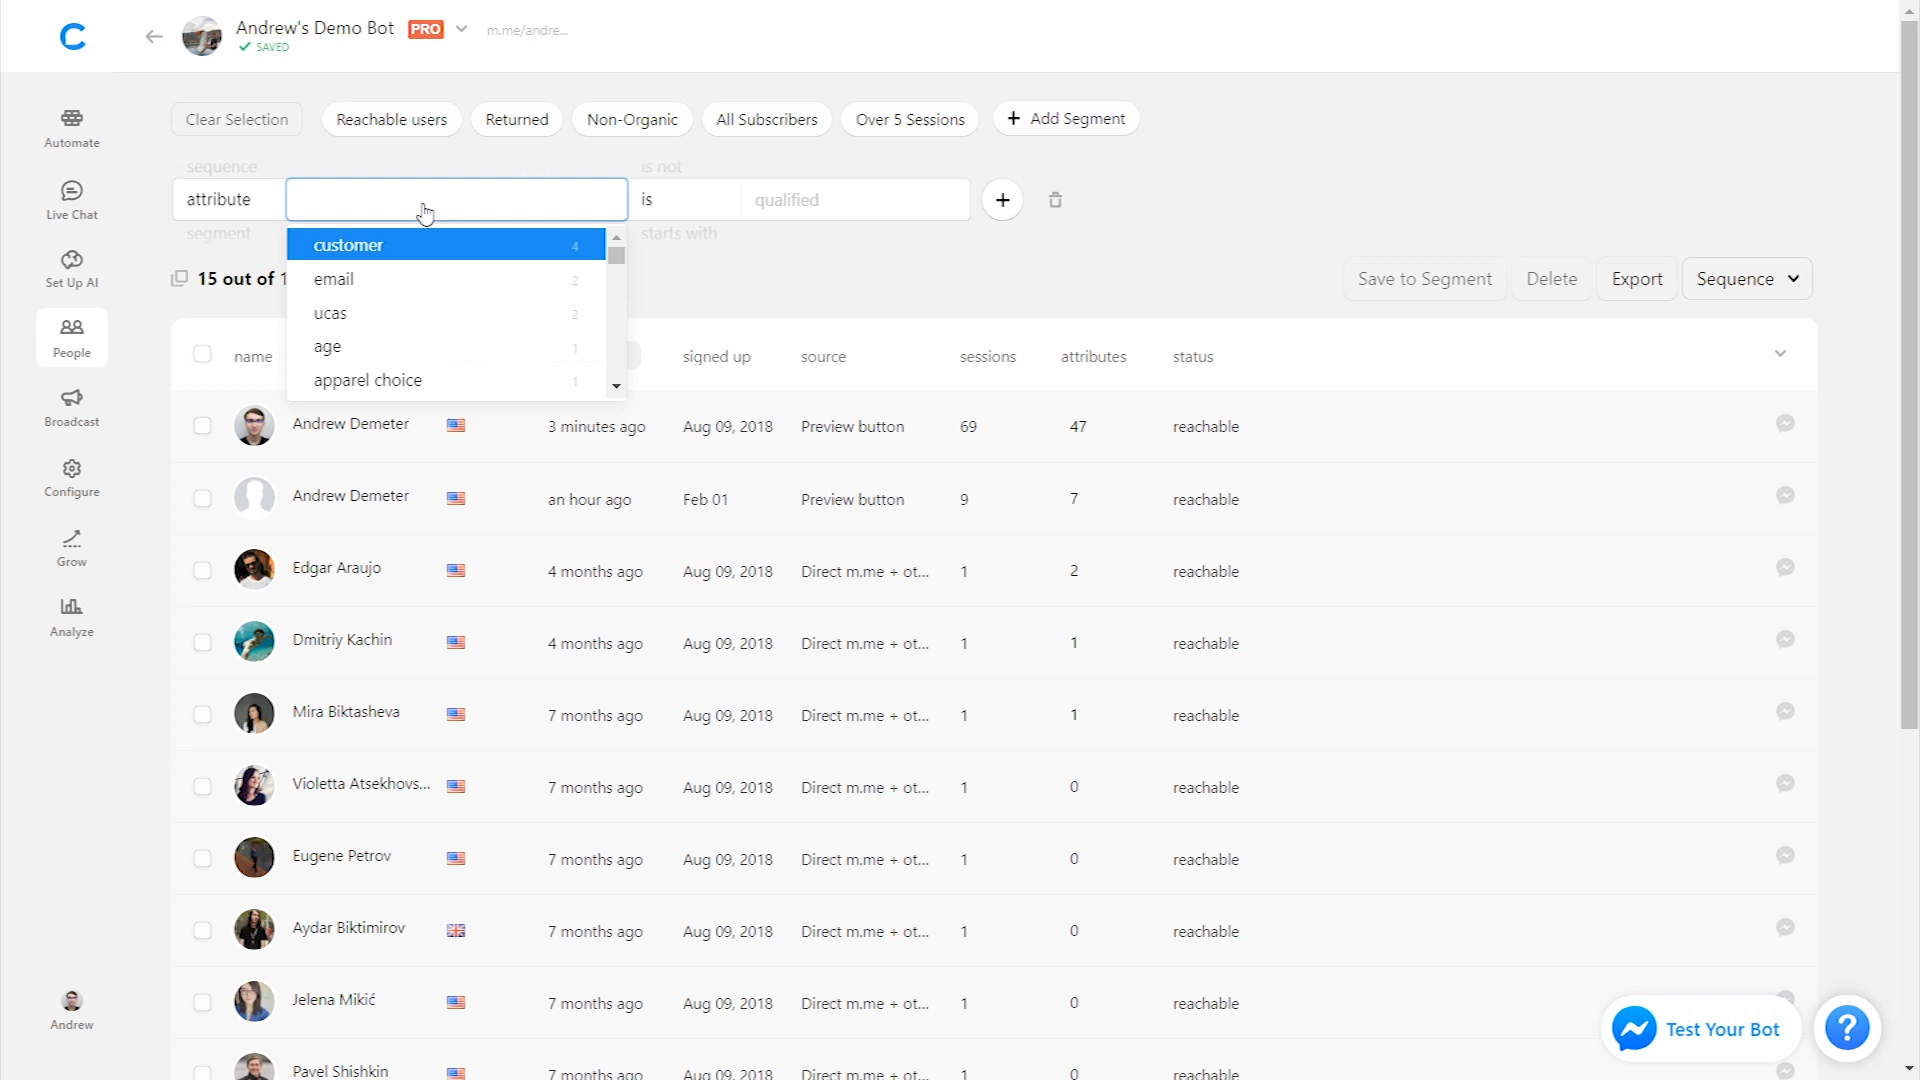 Andrew's Demo Bot PRO m.me/andre...
SAVED
Automate
Live Chat
Set Up AI
People
Broadcast
Configure
Grow
Analyze
Andrew
Clear Selection Reachable users Returned Non-Organic All Subscribers Over 5 Sessions + Add Segment
sequence is not
attribute is qualified
segment starts with
customer 4
email 2
ucas 2
age 1
apparel choice 1
15 out of 1 Save to Segment Delete Export Sequence
name signed up source sessions attributes status
Andrew Demeter 3 minutes ago Aug 09, 2018 Preview button 69 47 reachable
Andrew Demeter an hour ago Feb 01 Preview button 9 7 reachable
Edgar Araujo 4 months ago Aug 09, 2018 Direct m.me + ot... 1 2 reachable
Dmitriy Kachin 4 months ago Aug 09, 2018 Direct m.me + ot... 1 1 reachable
Mira Biktasheva 7 months ago Aug 09, 2018 Direct m.me + ot... 1 1 reachable
Violetta Atsekhovs... 7 months ago Aug 09, 2018 Direct m.me + ot... 1 0 reachable
Eugene Petrov 7 months ago Aug 09, 2018 Direct m.me + ot... 1 0 reachable
Aydar Biktimirov 7 months ago Aug 09, 2018 Direct m.me + ot... 1 0 reachable
Jelena Mikić 7 months ago Aug 09, 2018 Direct m.me + ot... 1 0 reachable
Pavel Shishkin 7 months ago Aug 09, 2018 Direct m.me + ot... 1 0 reachable
Test Your Bot ?